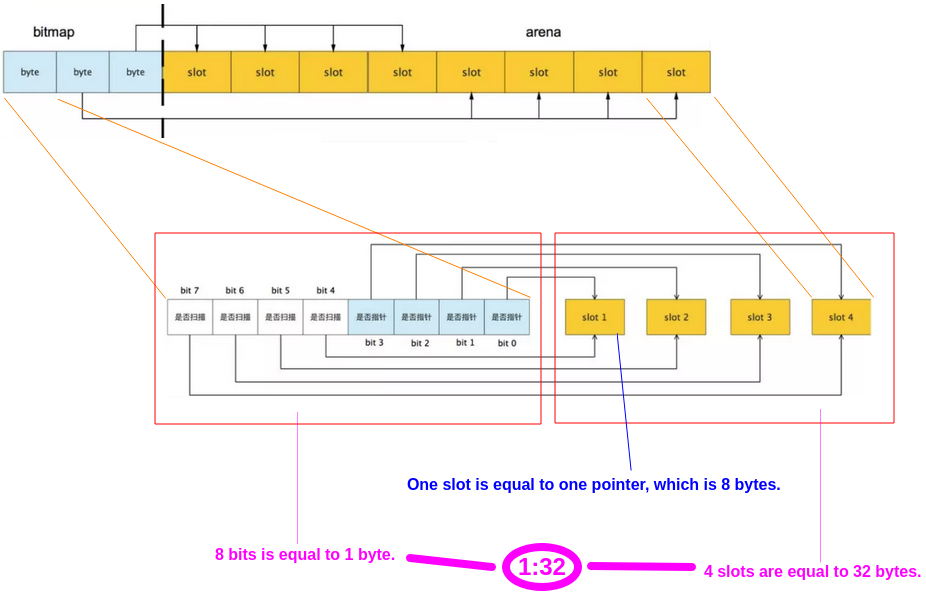 bitmap
arena
byte byte byte slot slot slot slot slot slot slot slot
bit 7 bit 6 bit 5 bit 4
是否扫描 是否扫描 是否扫描 是否扫描 是否指针 是否指针 是否指针 是否指针 slot 1 slot 2 slot 3 slot 4
bit 3 bit 2 bit 1 bit 0
One slot is equal to one pointer, which is 8 bytes.
8 bits is equal to 1 byte.
1:32
4 slots are equal to 32 bytes.